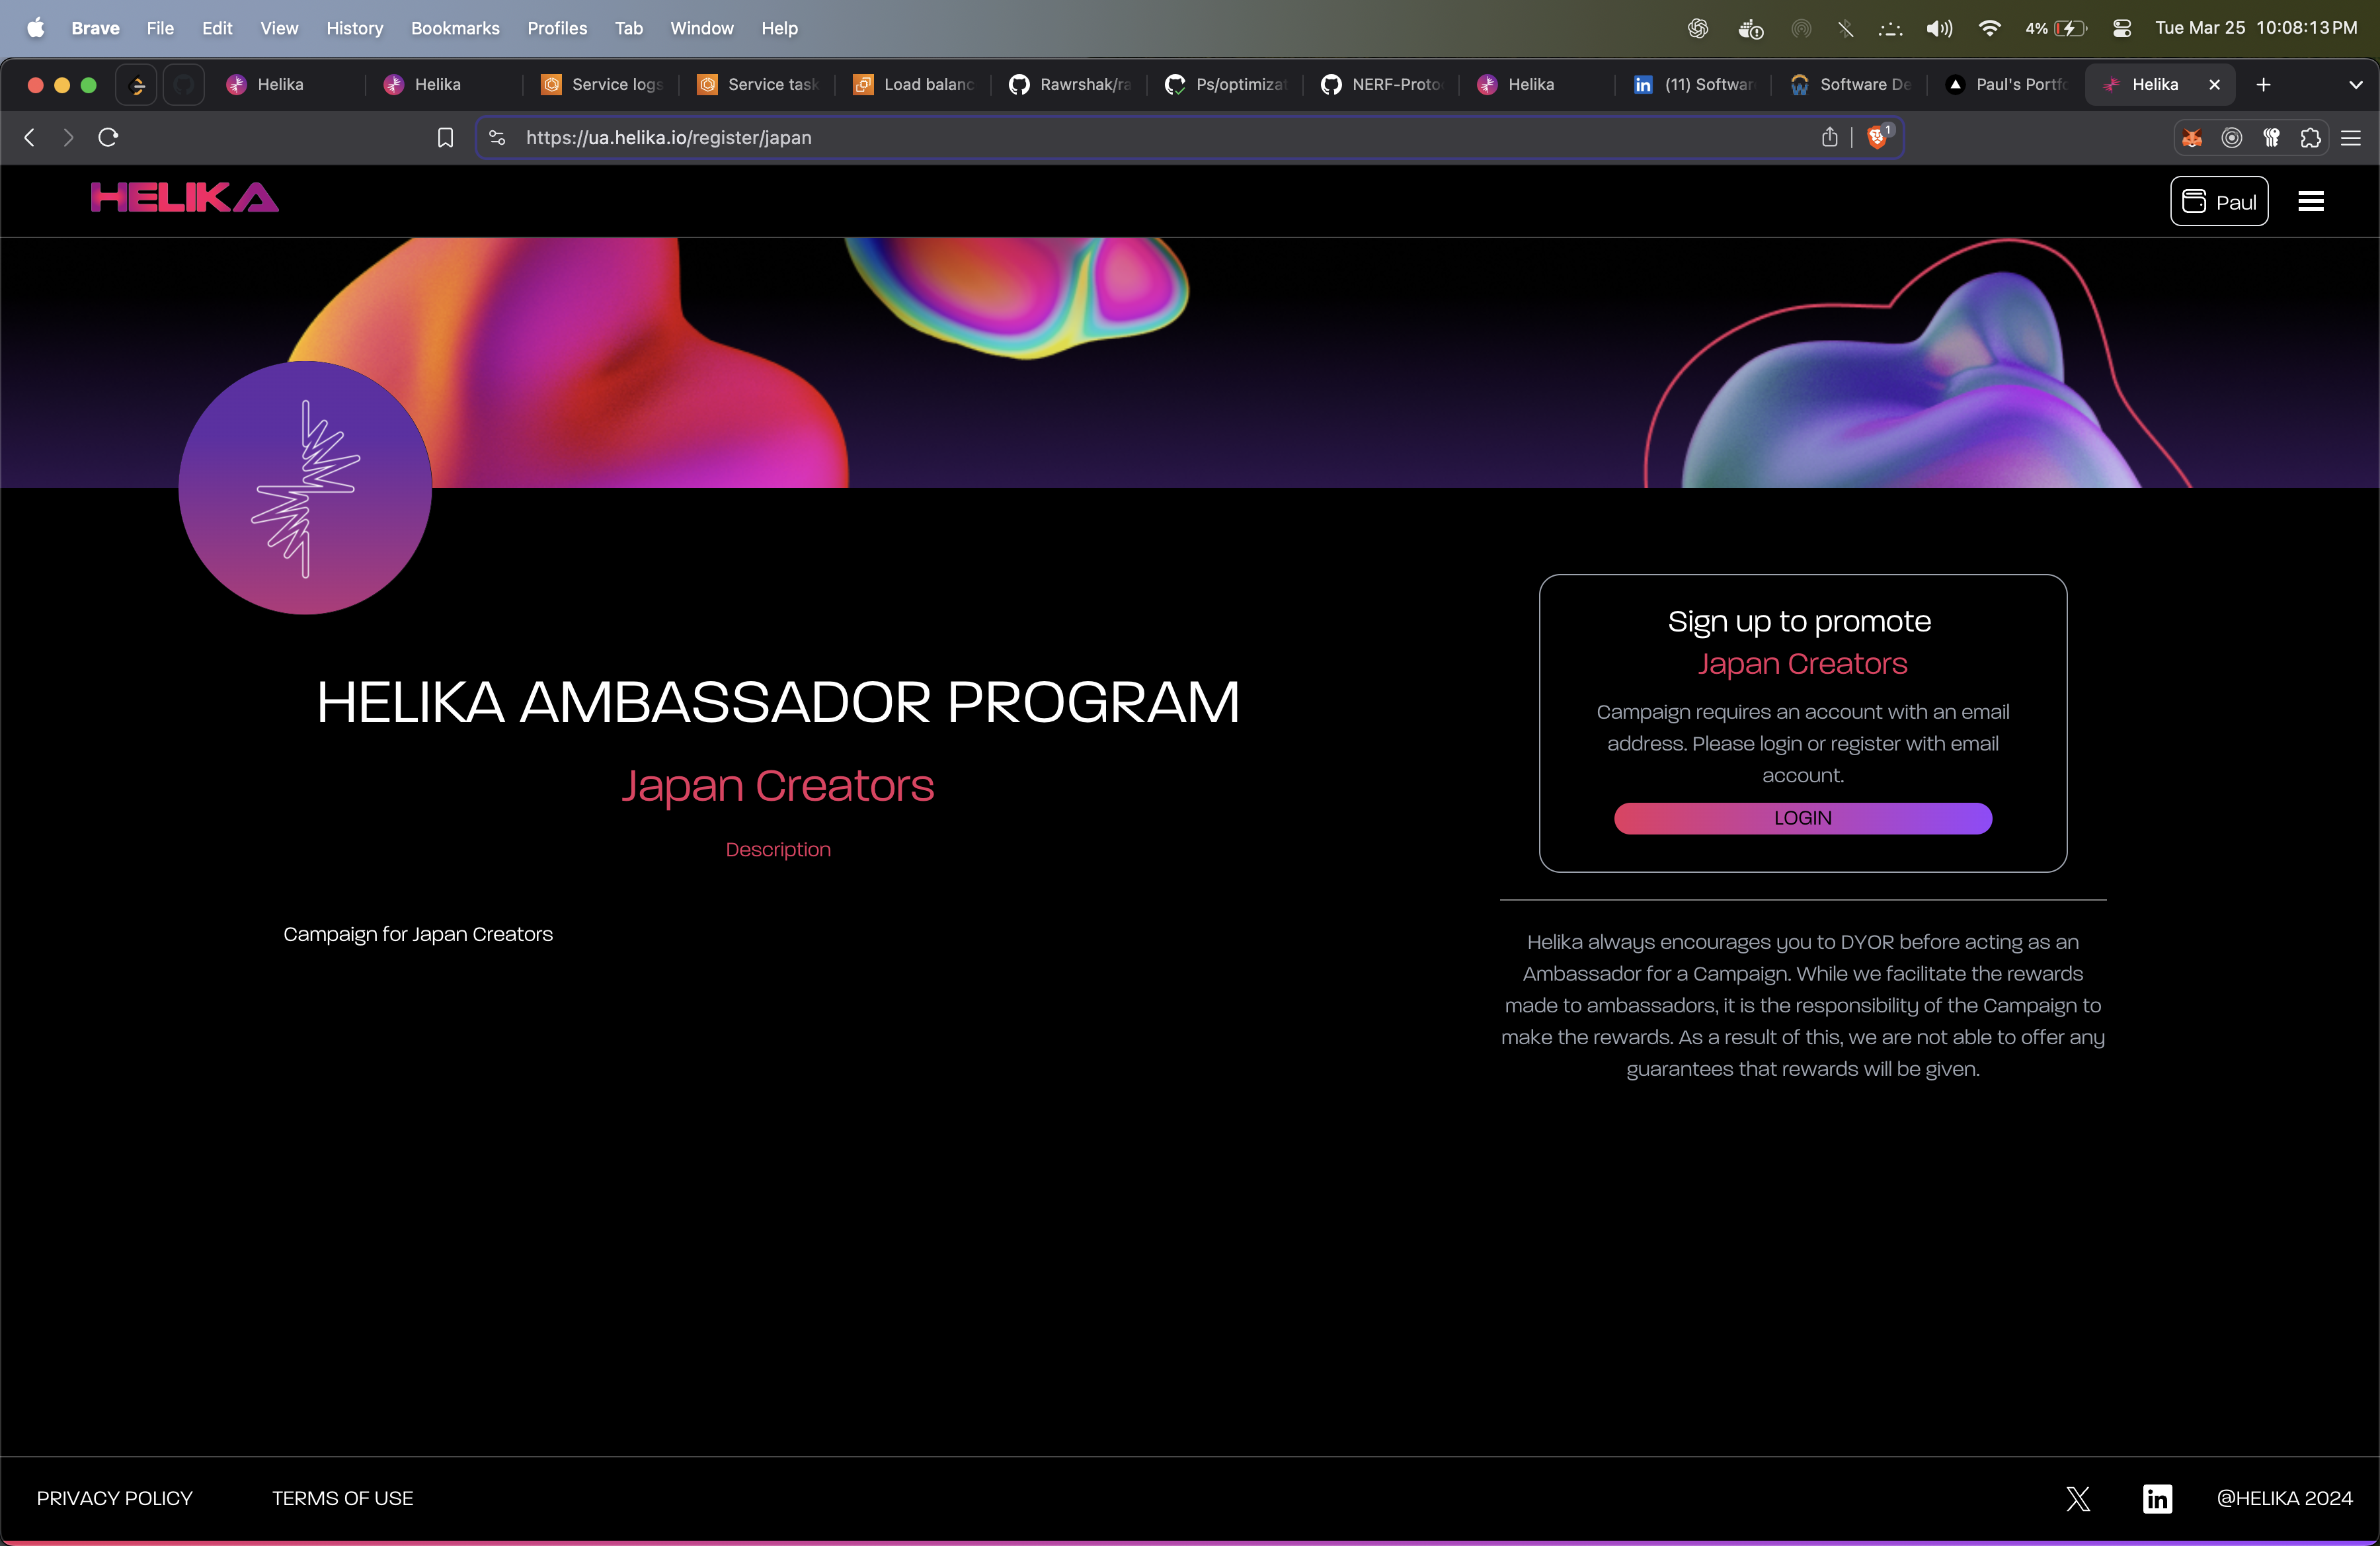 Brave File Edit View History Bookmarks Profiles Tab Window Help 4% Tue Mar 25 10:08:13 PM
Helika Helika Service logs Service task Load balanc Rawrshak/ra Ps/optimizat NERF-Proto Helika (11) Softwar Software De Paul's Portfo Helika
https://ua.helika.io/register/japan 1
HELIKA Paul
Sign up to promote
Japan Creators
Campaign requires an account with an email
address. Please login or register with email
account.
LOGIN
HELIKA AMBASSADOR PROGRAM
Japan Creators
Description
Campaign for Japan Creators
Helika always encourages you to DYOR before acting as an
Ambassador for a Campaign. While we facilitate the rewards
made to ambassadors, it is the responsibility of the Campaign to
make the rewards. As a result of this, we are not able to offer any
guarantees that rewards will be given.
PRIVACY POLICY TERMS OF USE @HELIKA 2024